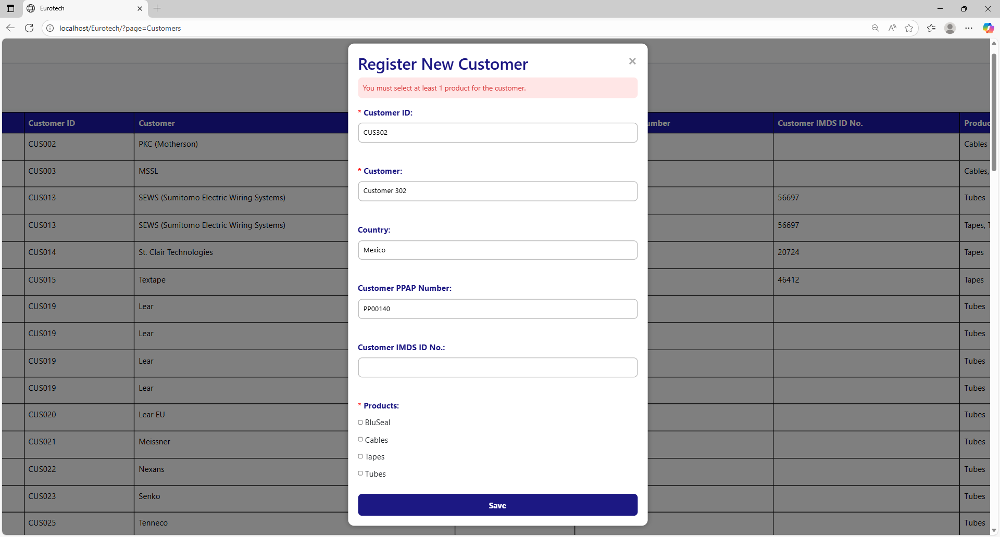 Eurotech
localhost/Eurotech/?page=Customers
Register New Customer
You must select at least 1 product for the customer.
* Customer ID:
CUS302
* Customer:
Customer 302
Country:
Mexico
Customer PPAP Number:
PP00140
Customer IMDS ID No.:
* Products:
BluSeal
Cables
Tapes
Tubes
Save
Customer ID Customer Customer IMDS ID No.
CUS002 PKC (Motherson) Cables
CUS003 MSSL Cables,
CUS013 SEWS (Sumitomo Electric Wiring Systems) 56697 Tubes
CUS013 SEWS (Sumitomo Electric Wiring Systems) 56697 Tapes,
CUS014 St. Clair Technologies 20724 Tapes
CUS015 Textape 46412 Tapes
CUS019 Lear Tubes
CUS019 Lear Tubes
CUS019 Lear Tubes
CUS019 Lear Tubes
CUS020 Lear EU Tubes
CUS021 Meissner Tubes
CUS022 Nexans Tubes
CUS023 Senko Tubes
CUS025 Tenneco Tubes